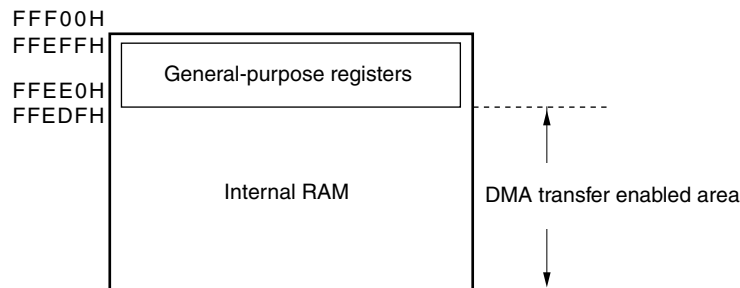 FFF00H
FFEFFH
General-purpose registers
FFEE0H
FFEDFH
Internal RAM
DMA transfer enabled area